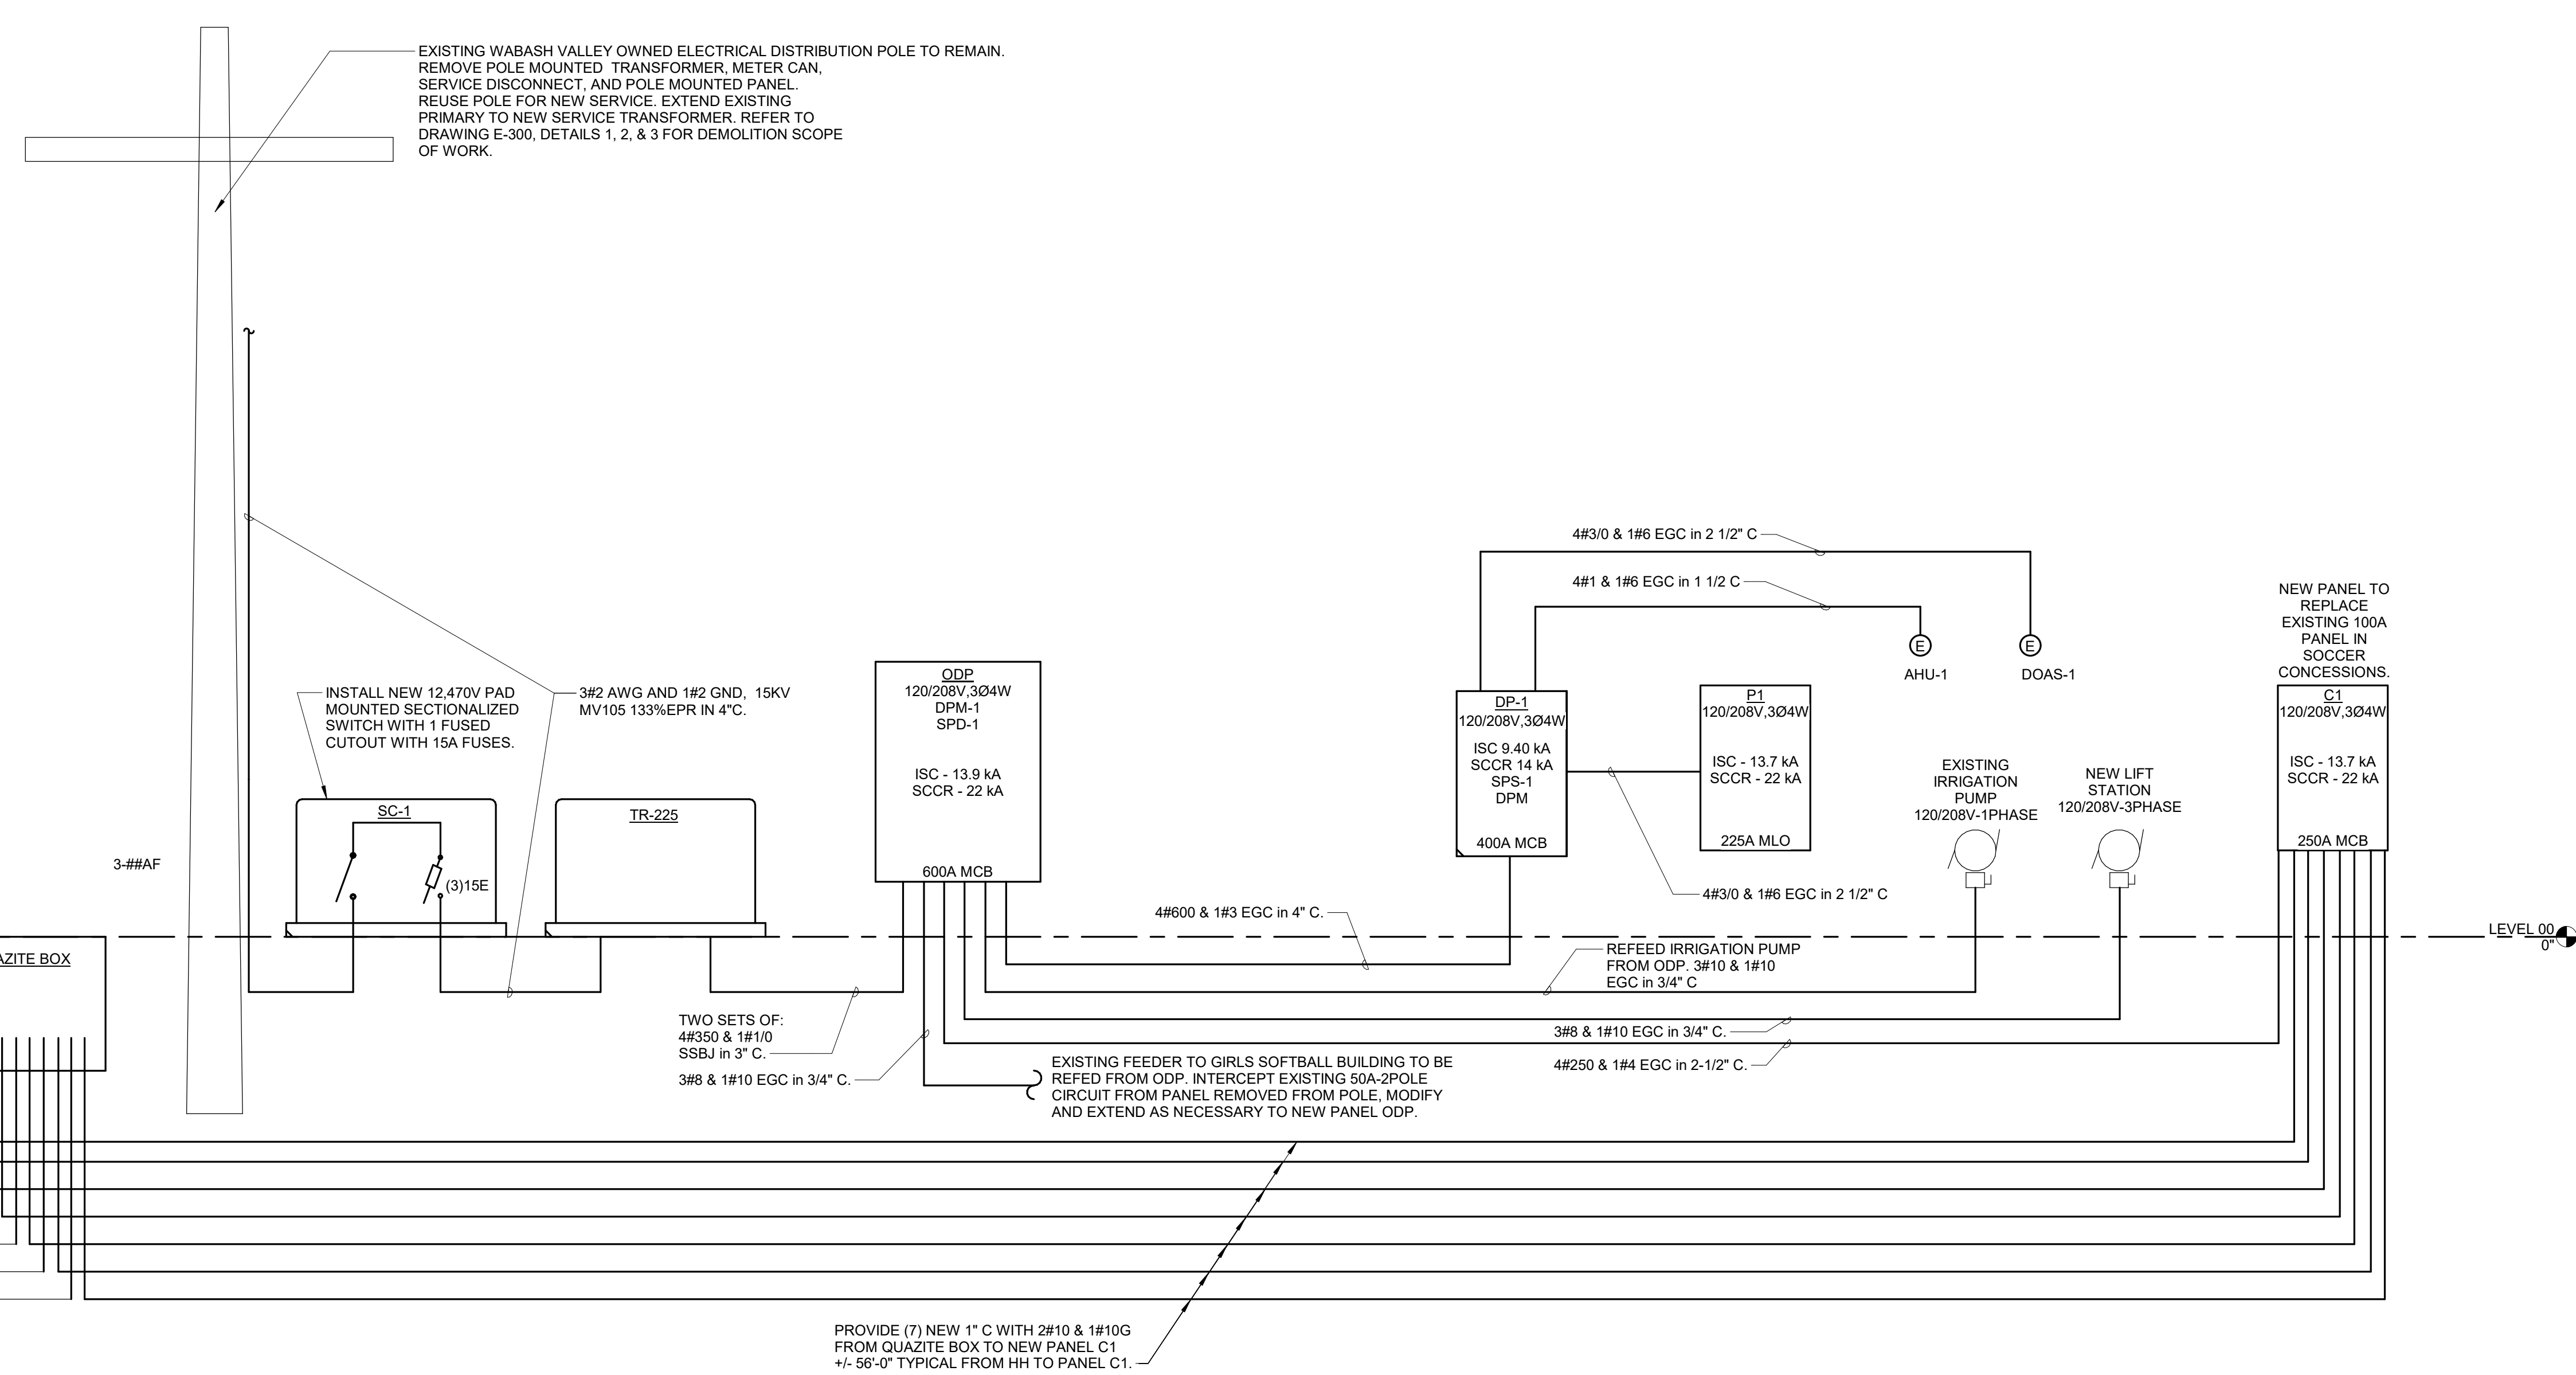 EXISTING WABASH VALLEY OWNED ELECTRICAL DISTRIBUTION POLE TO REMAIN.
REMOVE POLE MOUNTED  TRANSFORMER, METER CAN,
SERVICE DISCONNECT, AND POLE MOUNTED PANEL.
REUSE POLE FOR NEW SERVICE. EXTEND EXISTING
PRIMARY TO NEW SERVICE TRANSFORMER. REFER TO
DRAWING E-300, DETAILS 1, 2, & 3 FOR DEMOLITION SCOPE
OF WORK.
4#3/0 & 1#6 EGC in 2 1/2" C
4#1 & 1#6 EGC in 1 1/2 C
E
AHU-1
E
DOAS-1
NEW PANEL TO
REPLACE
EXISTING 100A
PANEL IN
SOCCER
CONCESSIONS.
INSTALL NEW 12,470V PAD
MOUNTED SECTIONALIZED
SWITCH WITH 1 FUSED
CUTOUT WITH 15A FUSES.
3#2 AWG AND 1#2 GND,  15KV
MV105 133%EPR IN 4"C.
SC-1
(3)15E
TR-225
3-##AF
ODP
120/208V,3Ø4W
DPM-1
SPD-1
ISC - 13.9 kA
SCCR - 22 kA
600A MCB
DP-1
120/208V,3Ø4W
ISC 9.40 kA
SCCR 14 kA
SPS-1
DPM
400A MCB
P1
120/208V,3Ø4W
ISC - 13.7 kA
SCCR - 22 kA
225A MLO
EXISTING
IRRIGATION
PUMP
120/208V-1PHASE
NEW LIFT
STATION
120/208V-3PHASE
C1
120/208V,3Ø4W
ISC - 13.7 kA
SCCR - 22 kA
250A MCB
4#3/0 & 1#6 EGC in 2 1/2" C
4#600 & 1#3 EGC in 4" C.
LEVEL 00
0"
AZITE BOX
REFEED IRRIGATION PUMP
FROM ODP. 3#10 & 1#10
EGC in 3/4" C
TWO SETS OF:
4#350 & 1#1/0
SSBJ in 3" C.
3#8 & 1#10 EGC in 3/4" C.
3#8 & 1#10 EGC in 3/4" C.
4#250 & 1#4 EGC in 2-1/2" C.
EXISTING FEEDER TO GIRLS SOFTBALL BUILDING TO BE
REFED FROM ODP. INTERCEPT EXISTING 50A-2POLE
CIRCUIT FROM PANEL REMOVED FROM POLE, MODIFY
AND EXTEND AS NECESSARY TO NEW PANEL ODP.
PROVIDE (7) NEW 1" C WITH 2#10 & 1#10G
FROM QUAZITE BOX TO NEW PANEL C1
+/- 56'-0" TYPICAL FROM HH TO PANEL C1.